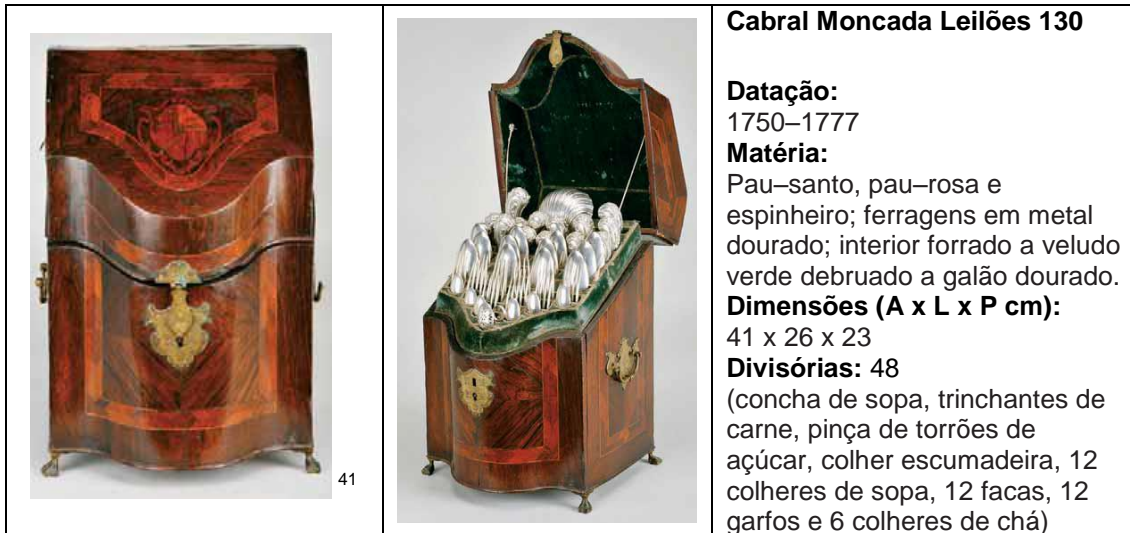 41
Cabral Moncada Leilões 130
Datação:
1750–1777
Matéria:
Pau–santo, pau–rosa e
espinheiro; ferragens em metal
dourado; interior forrado a veludo
verde debruado a galão dourado.
Dimensões (A x L x P cm):
41 x 26 x 23
Divisórias: 48
(concha de sopa, trinchantes de
carne, pinça de torrões de
açúcar, colher escumadeira, 12
colheres de sopa, 12 facas, 12
garfos e 6 colheres de chá)